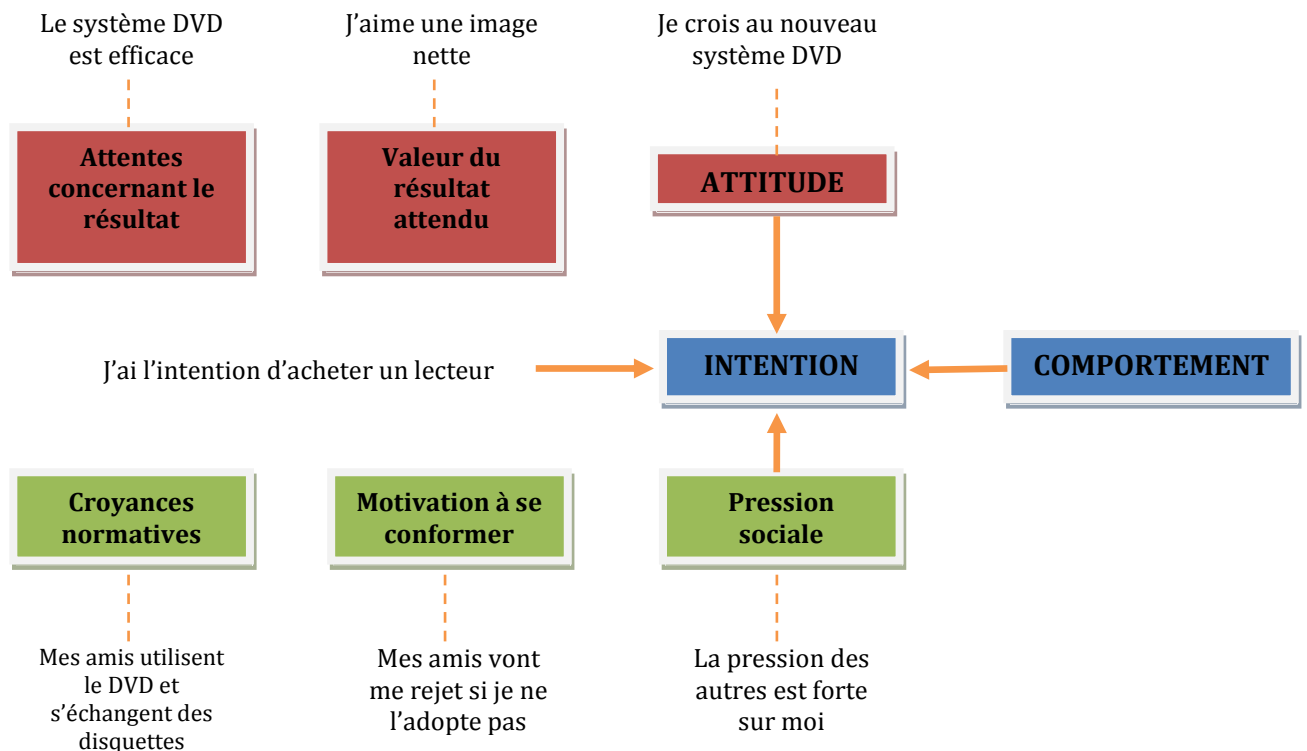 Le système DVD
est efficace
J’aime une image
nette
Je crois au nouveau
système DVD
Attentes
concernant le
résultat
Valeur du
résultat
attendu
ATTITUDE
J’ai l’intention d’acheter un lecteur
INTENTION
COMPORTEMENT
Croyances
normatives
Motivation à se
conformer
Pression
sociale
Mes amis utilisent
le DVD et
s’échangent des
disquettes
Mes amis vont
me rejet si je ne
l’adopte pas
La pression des
autres est forte
sur moi